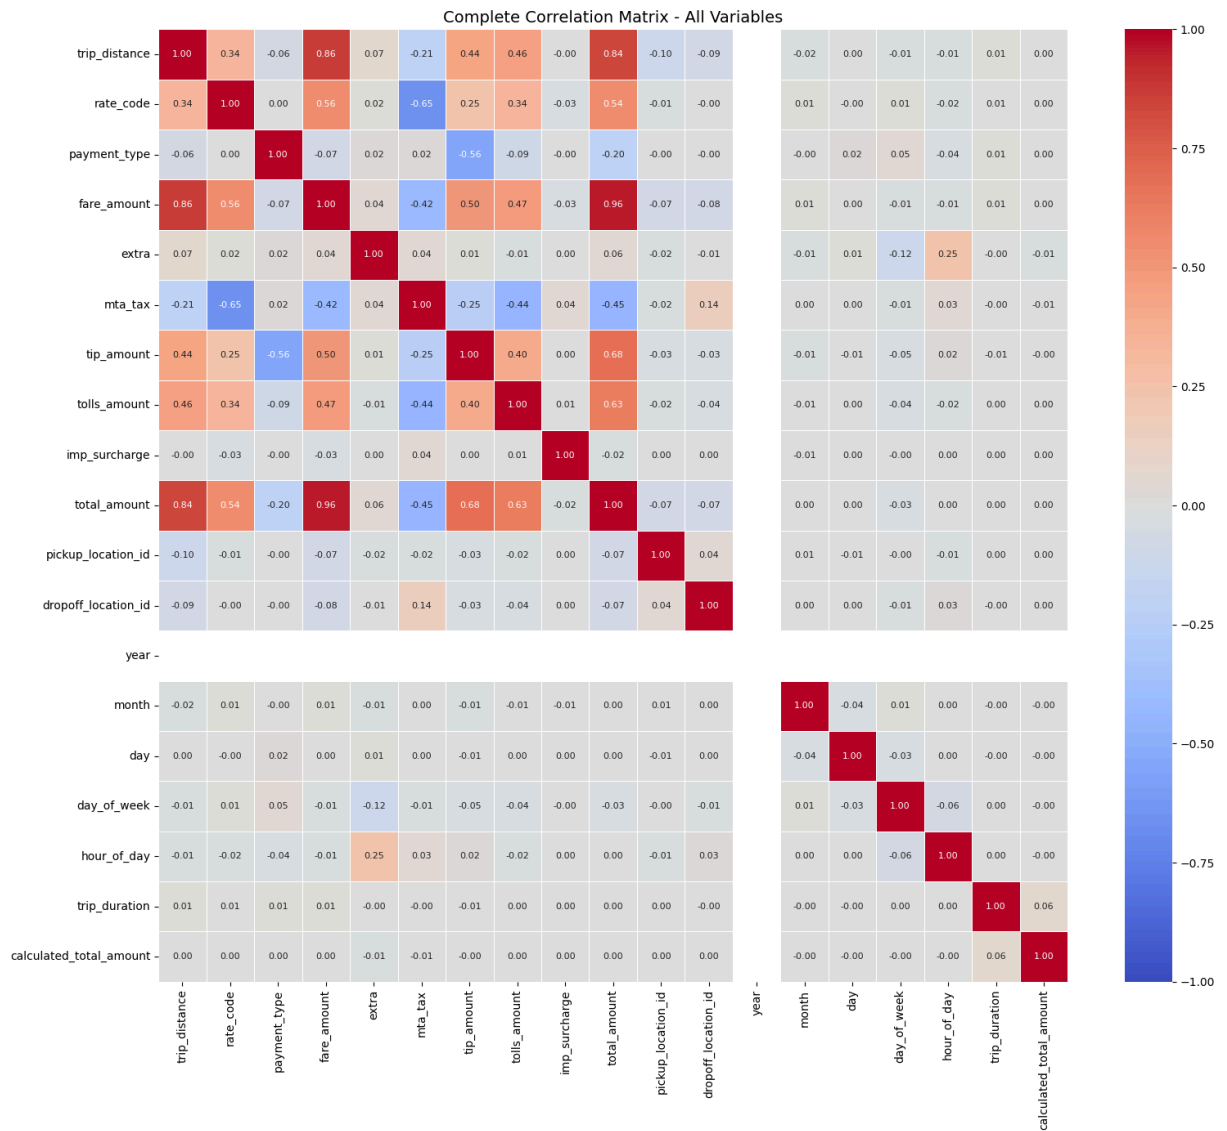 Complete Correlation Matrix - All Variables
trip_distance 1.00 0.34 -0.06 0.86 0.07 -0.21 0.44 0.46 -0.00 0.84 -0.10 -0.09 -0.02 0.00 -0.01 -0.01 0.01 0.00
rate_code 0.34 1.00 0.00 0.56 0.02 -0.65 0.25 0.34 -0.03 0.54 -0.01 -0.00 0.01 -0.00 0.01 -0.02 0.01 0.00
payment_type -0.06 0.00 1.00 -0.07 0.02 0.02 -0.56 -0.09 -0.00 -0.20 -0.00 -0.00 -0.00 0.02 0.05 -0.04 0.01 0.00
fare_amount 0.86 0.56 -0.07 1.00 0.04 -0.42 0.50 0.47 -0.03 0.96 -0.07 -0.08 0.01 0.00 -0.01 -0.01 0.01 0.00
extra 0.07 0.02 0.02 0.04 1.00 0.04 0.01 -0.01 0.00 0.06 -0.02 -0.01 -0.01 0.01 -0.12 0.25 -0.00 -0.01
mta_tax -0.21 -0.65 0.02 -0.42 0.04 1.00 -0.25 -0.44 0.04 -0.45 -0.02 0.14 0.00 0.00 -0.01 0.03 -0.00 -0.01
tip_amount 0.44 0.25 -0.56 0.50 0.01 -0.25 1.00 0.40 0.00 0.68 -0.03 -0.03 -0.01 -0.01 -0.05 0.02 -0.01 -0.00
tolls_amount 0.46 0.34 -0.09 0.47 -0.01 -0.44 0.40 1.00 0.01 0.63 -0.02 -0.04 -0.01 0.00 -0.04 -0.02 0.00 0.00
imp_surcharge -0.00 -0.03 -0.00 -0.03 0.00 0.04 0.00 0.01 1.00 -0.02 0.00 0.00 -0.01 0.00 -0.00 0.00 0.00 0.00
total_amount 0.84 0.54 -0.20 0.96 0.06 -0.45 0.68 0.63 -0.02 1.00 -0.07 -0.07 0.00 0.00 -0.03 0.00 0.00 0.00
pickup_location_id -0.10 -0.01 -0.00 -0.07 -0.02 -0.02 -0.03 -0.02 0.00 -0.07 1.00 0.04 0.01 -0.01 -0.00 -0.01 0.00 0.00
dropoff_location_id -0.09 -0.00 -0.00 -0.08 -0.01 0.14 -0.03 -0.04 0.00 -0.07 0.04 1.00 0.00 0.00 -0.01 0.03 -0.00 0.00
year
month -0.02 0.01 -0.00 0.01 -0.01 0.00 -0.01 -0.01 -0.01 0.00 0.01 0.00 1.00 -0.04 0.01 0.00 -0.00 -0.00
day 0.00 -0.00 0.02 0.00 0.01 0.00 -0.01 0.00 0.00 0.00 -0.01 0.00 -0.04 1.00 -0.03 0.00 0.00 -0.00
day_of_week -0.01 0.01 0.05 -0.01 -0.12 -0.01 -0.05 -0.04 -0.00 -0.03 -0.00 -0.01 0.01 -0.03 1.00 -0.06 0.00 -0.00
hour_of_day -0.01 -0.02 -0.04 -0.01 0.25 0.03 0.02 -0.02 0.00 0.00 -0.01 0.03 0.00 0.00 -0.06 1.00 0.00 -0.00
trip_duration 0.01 0.01 0.01 0.01 -0.00 -0.00 -0.01 0.00 0.00 0.00 0.00 -0.00 -0.00 -0.00 0.00 0.00 1.00 0.06
calculated_total_amount 0.00 0.00 0.00 0.00 -0.01 -0.01 -0.00 0.00 0.00 0.00 0.00 0.00 -0.00 -0.00 -0.00 -0.00 0.06 1.00
trip_distance
rate_code
payment_type
fare_amount
extra
mta_tax
tip_amount
tolls_amount
imp_surcharge
total_amount
pickup_location_id
dropoff_location_id
year
month
day
day_of_week
hour_of_day
trip_duration
calculated_total_amount
1.00
0.75
0.50
0.25
0.00
−0.25
−0.50
−0.75
−1.00